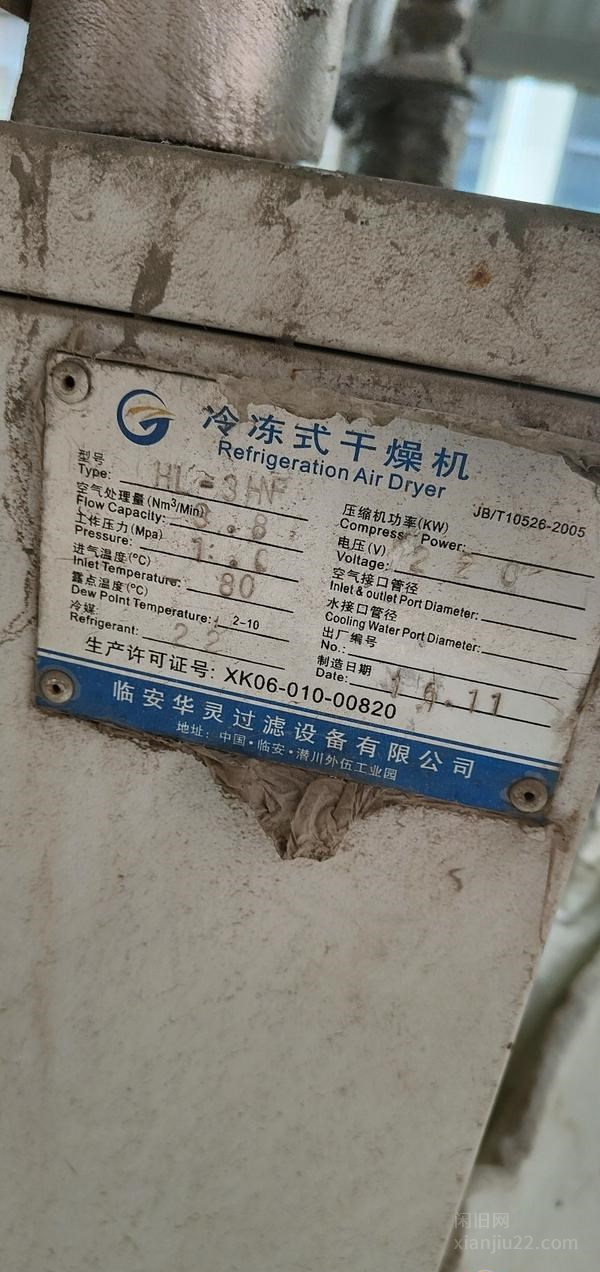 冷冻式干燥机
Refrigeration Air Dryer
JB/T10526-2005
型号
Type: HL-3HNF
空气处理量(Nm³/Min)
Flow Capacity: 3.8
工作压力(Mpa)
Pressure: 1.
进气温度(°C)
Inlet Temperature: 80
露点温度(°C)
Dew Point Temperature: 2-10
冷媒
Refrigerant: 22
压缩机功率(KW)
Compress Power:
电压(V)
Voltage: 220
空气接口管径
Inlet & outlet Port Diameter:
水接口管径
Cooling Water Port Diameter:
出厂编号
No.:
制造日期
Date: 11
生产许可证号: XK06-010-00820
临安华灵过滤设备有限公司
地址: 中国·临安·潜川外伍工业园
闲旧网
xianjiu22.com